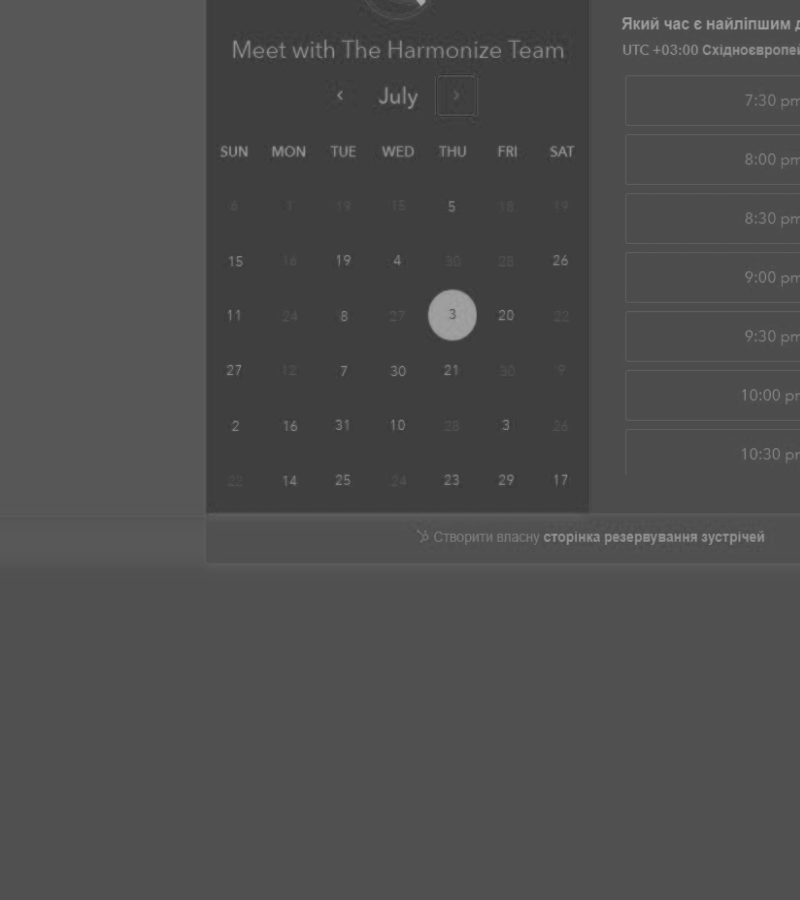 Meet with The Harmonize Team
‹ July ›
SUN MON TUE WED THU FRI SAT
6 1 19 15 5 18 19
15 16 19 4 30 28 26
11 24 8 27 3 20 22
27 12 7 30 21 30 9
2 16 31 10 28 3 26
22 14 25 24 23 29 17
Який час є найліпшим
UTC +03:00
7:30 pm
8:00 pm
8:30 pm
9:00 pm
9:30 pm
10:00 pm
10:30 pm
Створити власну сторінка резервування зустрічей